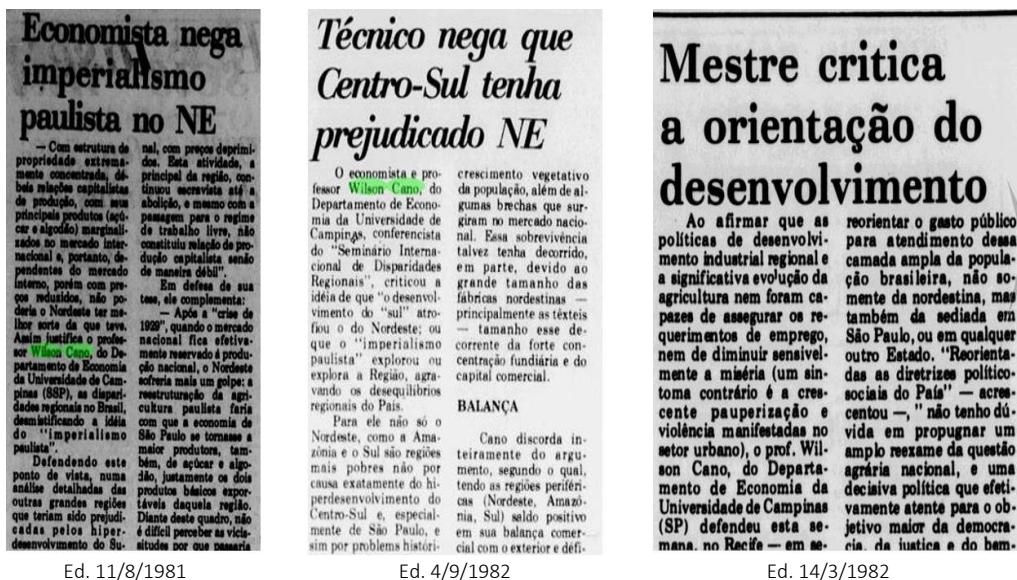 Economista nega
imperialismo
paulista no NE
— Com estrutura de
propriedade extrema-
mente concentrada, dé-
beis relações capitalistas
de produção, com seus
principais produtos (açú-
car e algodão) marginali-
zados no mercado inter-
nacional e, portanto, de-
pendentes do mercado
interno, porém com pre-
ços reduzidos, não po-
deria o Nordeste ter me-
lhor sorte da que teve.
Assim justifica o profes-
sor Wilson Cano, do De-
partamento de Economia
da Universidade de Cam-
pinas (SSP), as dispari-
dades regionais no Brasil,
desmistificando a idéia
do "imperialismo
paulista".
Defendendo este
ponto de vista, numa
análise detalhadas das
outras grandes regiões
que teriam sido prejudi-
cadas pelos hiper-
desenvolvimento do Su-
nal, com preços deprimi-
dos. Esta atividade, a
principal da região, con-
tinuou escravista até a
abolição, e mesmo com a
passagem para o regime
de trabalho livre, não
constituiu relação de pro-
dução capitalista senão
de maneira débil".
Em defesa de sua
tese, ele complementa:
— Após a "crise de
1929", quando o mercado
nacional fica efetiva-
mente reservado á produ-
ção nacional, o Nordeste
sofreria mais um golpe: a
reestruturação da agri-
cultura paulista faria
com que a economia de
São Paulo se tornasse a
maior produtora, tam-
bém, de açúcar e algo-
dão, justamente os dois
produtos básicos expor-
táveis daquela região.
Diante deste quadro, não
é difícil perceber as vicis-
situdes por que passaria
Ed. 11/8/1981
Técnico nega que
Centro-Sul tenha
prejudicado NE
O economista e pro-
fessor Wilson Cano, do
Departamento de Econo-
mia da Universidade de
Campinas, conferencista
do "Seminário Interna-
cional de Disparidades
Regionais", criticou a
idéia de que "o desenvol-
vimento do "sul" atro-
fiou o do Nordeste; ou
que o "imperialismo
paulista" explorou ou
explora a Região, agra-
vando os desequilíbrios
regionais do País.
Para ele não só o
Nordeste, como a Ama-
zônia e o Sul são regiões
mais pobres não por
causa exatamente do hi-
perdesenvolvimento do
Centro-Sul e, especial-
mente de São Paulo, e
sim por problemas históri-
crescimento vegetativo
da população, além de al-
gumas brechas que sur-
giram no mercado nacio-
nal. Essa sobrevivência
talvez tenha decorrido,
em parte, devido ao
grande tamanho das
fábricas nordestinas —
principalmente as têxteis
— tamanho esse de-
corrente da forte con-
centração fundiária e do
capital comercial.
BALANÇA
Cano discorda in-
teiramente do argu-
mento, segundo o qual,
tendo as regiões periféri-
cas (Nordeste, Amazô-
nia, Sul) saldo positivo
em sua balança comer-
cial com o exterior e défi-
Ed. 4/9/1982
Mestre critica
a orientação do
desenvolvimento
Ao afirmar que as
políticas de desenvolvi-
mento industrial regional e
a significativa evolução da
agricultura nem foram ca-
pazes de assegurar os re-
querimentos de emprego,
nem de diminuir sensivel-
mente a miséria (um sin-
toma contrário é a cres-
cente pauperização e
violência manifestadas no
setor urbano), o prof. Wil-
son Cano, do Departa-
mento de Economia da
Universidade de Campinas
(SP) defendeu esta se-
mana, no Recife — em se-
reorientar o gasto público
para atendimento dessa
camada ampla da popula-
ção brasileira, não so-
mente da nordestina, mas
também da sediada em
São Paulo, ou em qualquer
outro Estado. "Reorienta-
das as diretrizes político-
sociais do País" — acres-
centou —, " não tenho dú-
vida em propugnar um
amplo reexame da questão
agrária nacional, e uma
decisiva política que efeti-
vamente atente para o ob-
jetivo maior da democra-
cia, da justiça e do bem-
Ed. 14/3/1982